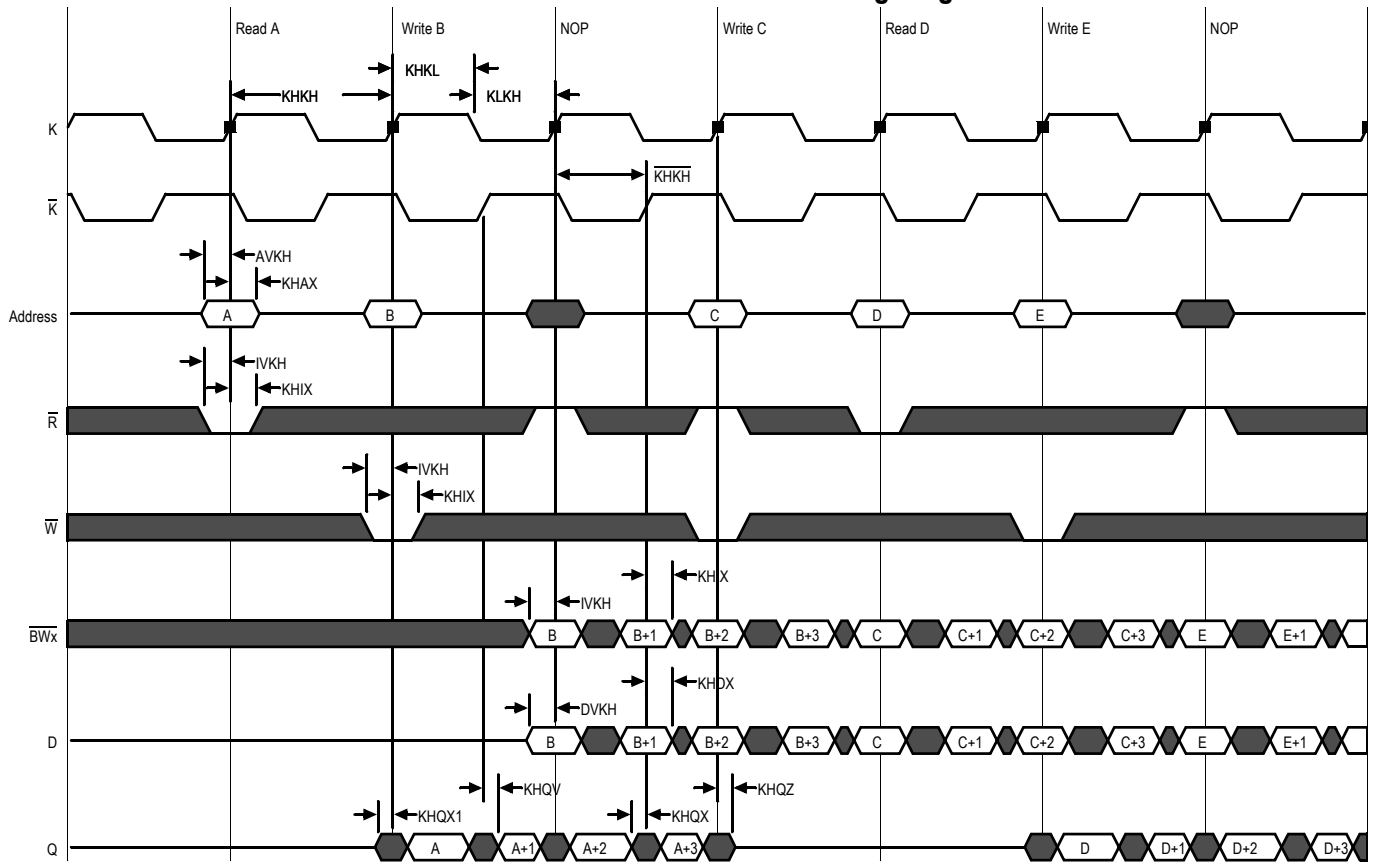 Read A Write B NOP Write C Read D Write E NOP
KHKL
KHKH KLKH
K
KHKH
K
AVKH
KHAX
Address A B C D E
IVKH
KHIX
R
IVKH
KHIX
W
KHIX
IVKH
BWx B B+1 B+2 B+3 C C+1 C+2 C+3 E E+1
KHDX
DVKH
D B B+1 B+2 B+3 C C+1 C+2 C+3 E E+1
KHQV KHQZ
KHQX1 KHQX
Q A A+1 A+2 A+3 D D+1 D+2 D+3